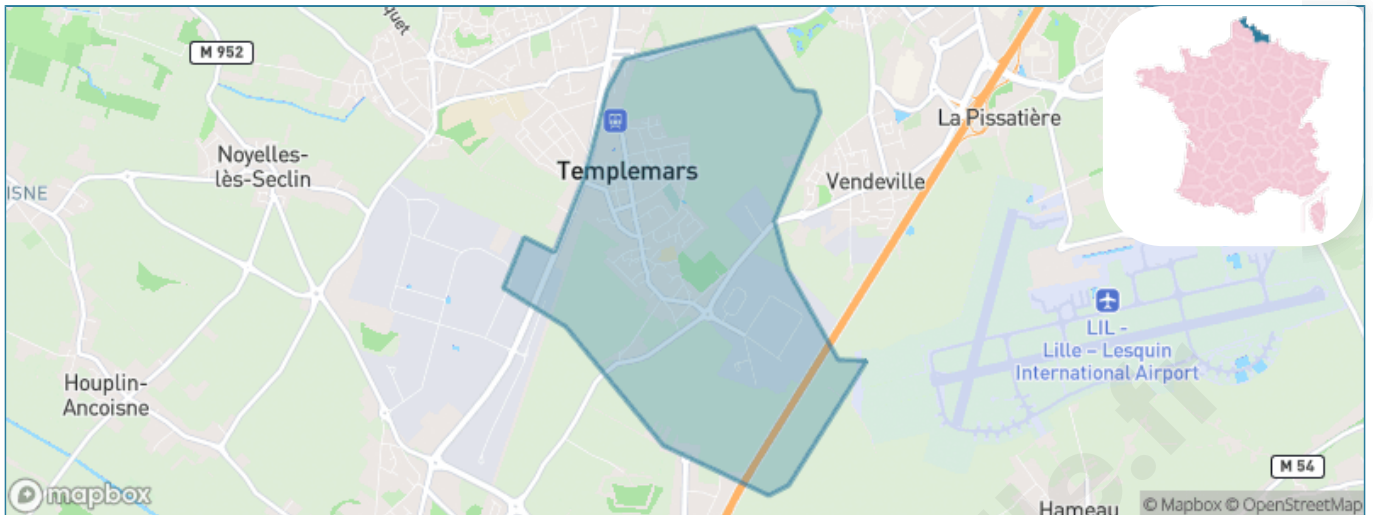 quet
M 952
La Pissatière
Noyelles-
lès-Seclin
Templemars
Vendeville
ISNE
LIL -
Lille – Lesquin
International Airport
Houplin-
Ancoisne
M 54
mapbox
Hameau
© Mapbox © OpenStreetMap